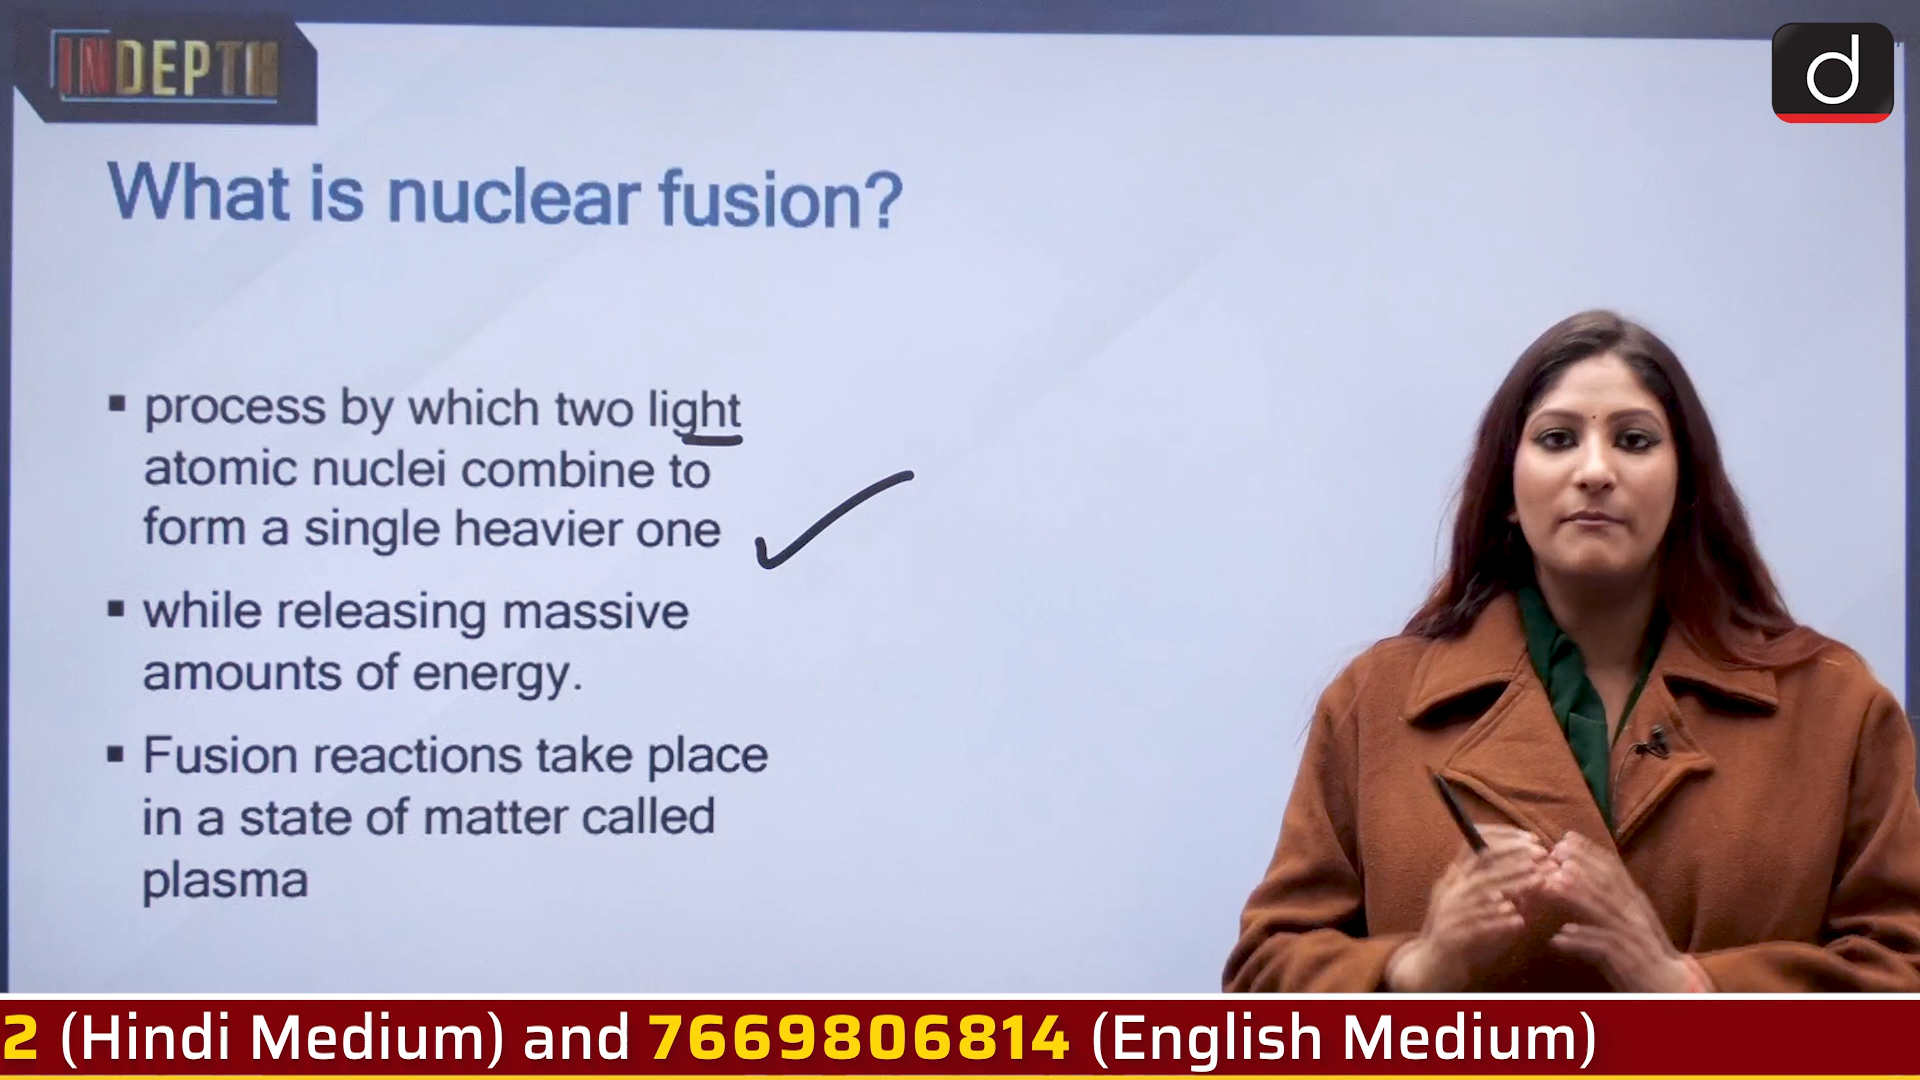 INDEPTH
d
What is nuclear fusion?
▪ process by which two light
atomic nuclei combine to
form a single heavier one
▪ while releasing massive
amounts of energy.
▪ Fusion reactions take place
in a state of matter called
plasma
2 (Hindi Medium) and 7669806814 (English Medium)